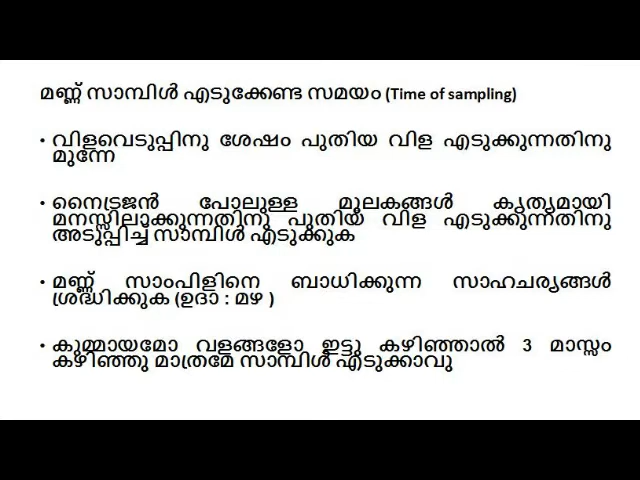 മണ്ണ് സാമ്പിൾ എടുക്കേണ്ട സമയം (Time of sampling)
• വിളവെടുപ്പിനു ശേഷം പുതിയ വിള എടുക്കുന്നതിനു
മുന്നേ
• നൈട്രജൻ പോലുള്ള മൂലകങ്ങൾ കൃത്യമായി
മനസ്സിലാക്കുന്നതിനു പുതിയ വിള എടുക്കുന്നതിനു
അടുപ്പിച്ച് സാമ്പിൾ എടുക്കുക
• മണ്ണ് സാംപിളിനെ ബാധിക്കുന്ന സാഹചര്യങ്ങൾ
ശ്രദ്ധിക്കുക (ഉദാ : മഴ )
• കുമ്മായമോ വളങ്ങളോ ഇട്ടു കഴിഞ്ഞാൽ 3 മാസ്സം
കഴിഞ്ഞു മാത്രമേ സാമ്പിൾ എടുക്കാവു